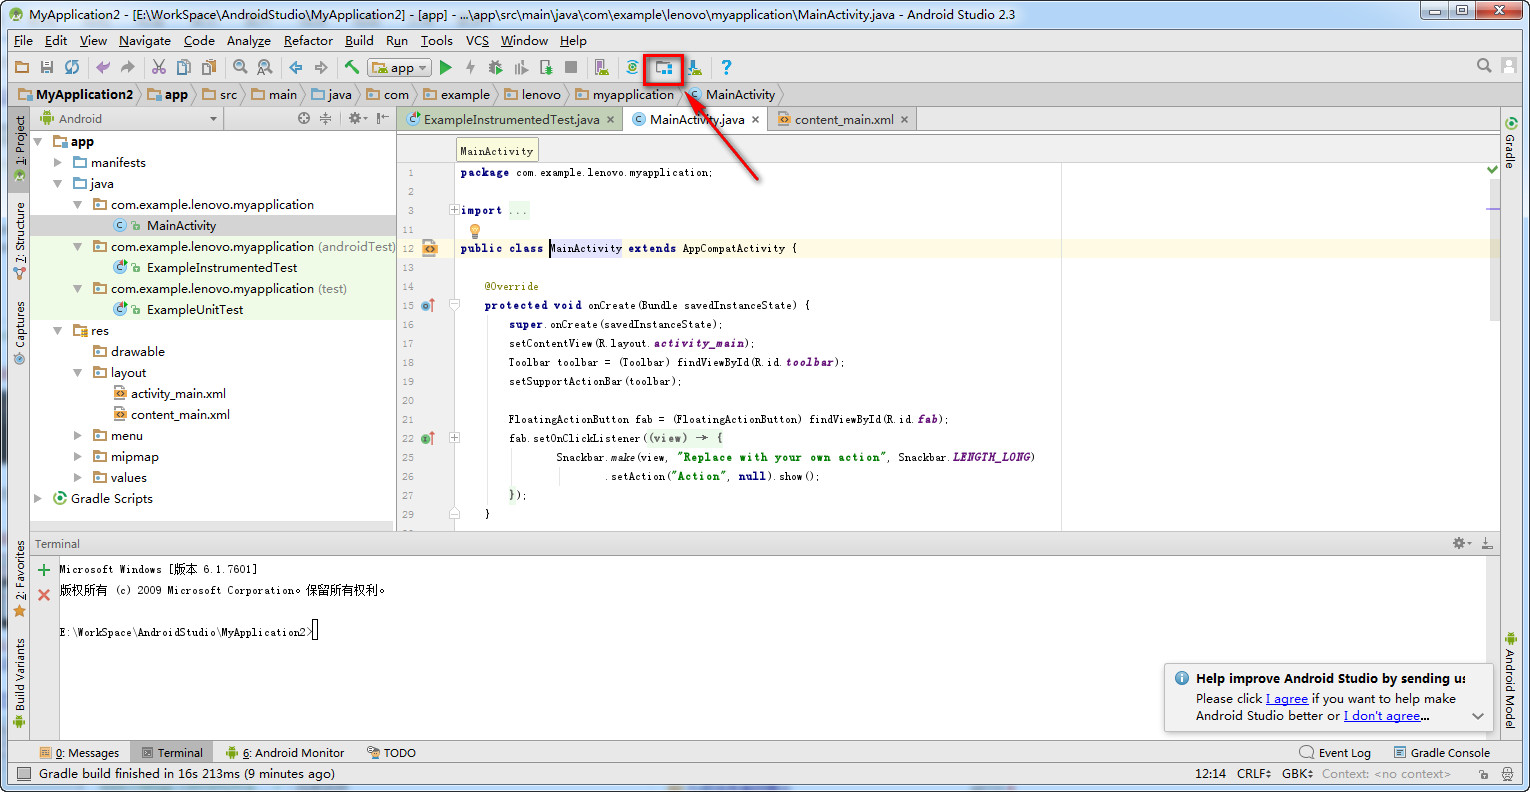 MyApplication2 - [E:\WorkSpace\AndroidStudio\MyApplication2] - [app] - ...\app\src\main\java\com\example\lenovo\myapplication\MainActivity.java - Android Studio 2.3
File Edit View Navigate Code Analyze Refactor Build Run Tools VCS Window Help
app
MyApplication2 app src main java com example lenovo myapplication MainActivity
Android
ExampleInstrumentedTest.java
MainActivity.java
content_main.xml
1: Project
7: Structure
Captures
2: Favorites
Build Variants
app
manifests
java
com.example.lenovo.myapplication
MainActivity
com.example.lenovo.myapplication (androidTest)
ExampleInstrumentedTest
com.example.lenovo.myapplication (test)
ExampleUnitTest
res
drawable
layout
activity_main.xml
content_main.xml
menu
mipmap
values
Gradle Scripts
MainActivity
1 package com.example.lenovo.myapplication;
2
3 import ...
11
12 public class MainActivity extends AppCompatActivity {
13
14 @Override
15 protected void onCreate(Bundle savedInstanceState) {
16 super.onCreate(savedInstanceState);
17 setContentView(R.layout.activity_main);
18 Toolbar toolbar = (Toolbar) findViewById(R.id.toolbar);
19 setSupportActionBar(toolbar);
20
21 FloatingActionButton fab = (FloatingActionButton) findViewById(R.id.fab);
22 fab.setOnClickListener((view) → {
25 Snackbar.make(view, "Replace with your own action", Snackbar.LENGTH_LONG)
26 .setAction("Action", null).show();
27 });
29 }
Gradle
Android Model
Terminal
Microsoft Windows [版本 6.1.7601]
版权所有 (c) 2009 Microsoft Corporation。保留所有权利。
E:\WorkSpace\AndroidStudio\MyApplication2>
Help improve Android Studio by sending us
Please click I agree if you want to help make
Android Studio better or I don't agree...
0: Messages Terminal 6: Android Monitor TODO Event Log Gradle Console
Gradle build finished in 16s 213ms (9 minutes ago) 12:14 CRLF GBK Context: <no context>